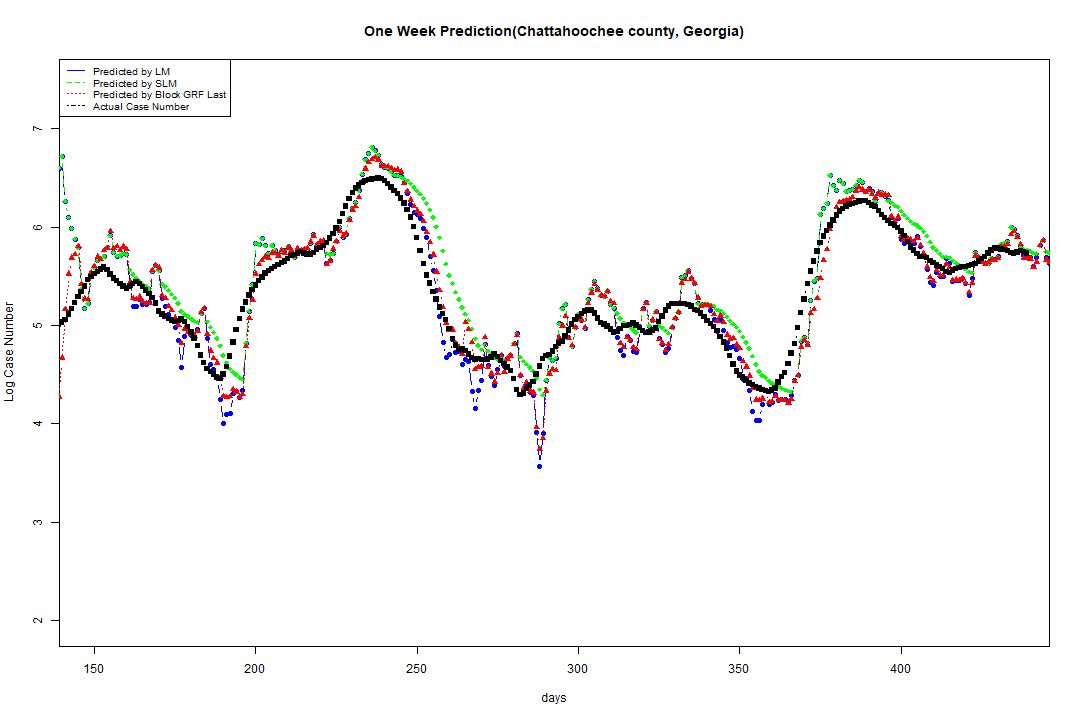 One Week Prediction(Chattahoochee county, Georgia)
Predicted by LM
Predicted by SLM
Predicted by Block GRF Last
Actual Case Number
7
6
5
4
3
2
Log Case Number
150 200 250 300 350 400
days